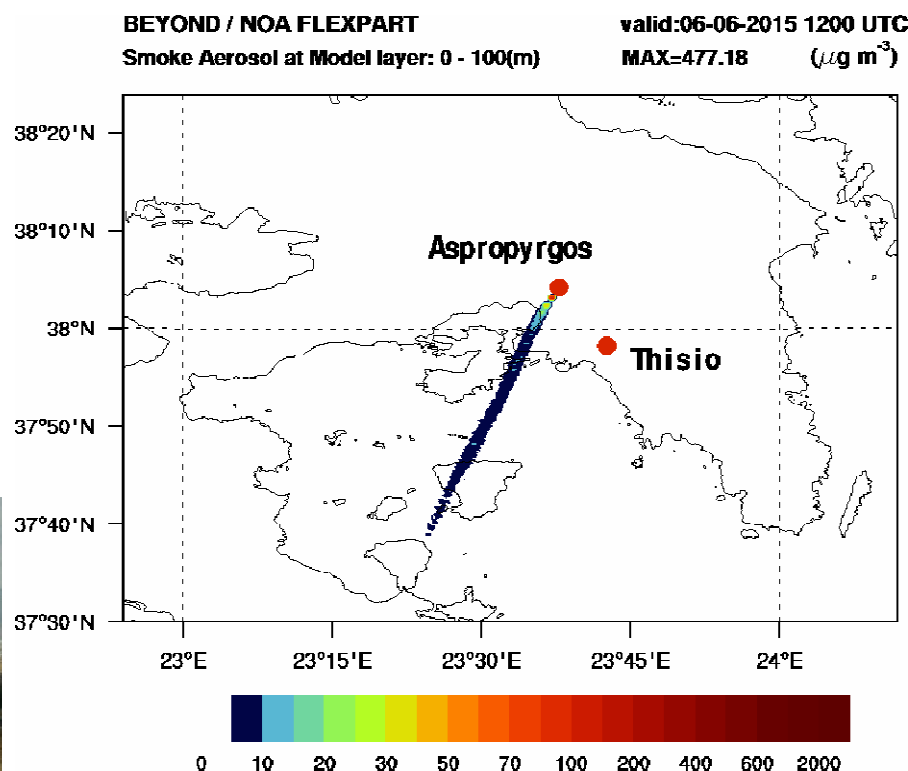 BEYOND / NOA FLEXPART valid:06-06-2015 1200 UTC
Smoke Aerosol at Model layer: 0 - 100(m) MAX=477.18 (μg m⁻³)
38°20'N
38°10'N
Aspropyrgos
38°N
Thisio
37°50'N
37°40'N
37°30'N
23°E 23°15'E 23°30'E 23°45'E 24°E
0 10 20 30 50 70 100 200 400 600 2000